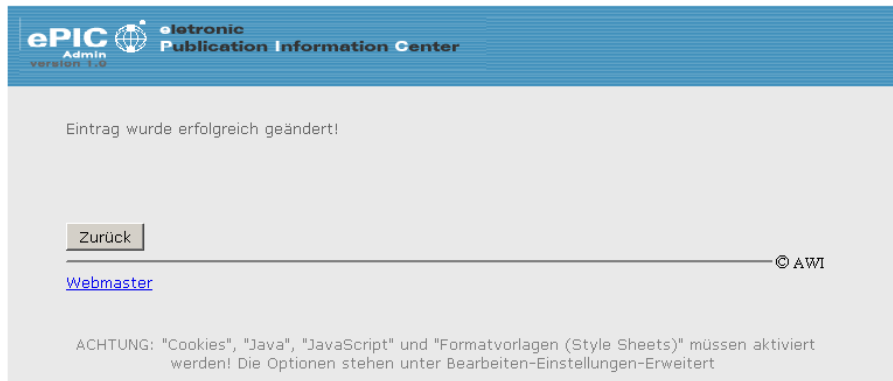 ePIC
Admin
version 1.0
eletronic
Publication Information Center
Eintrag wurde erfolgreich geändert!
Zurück
© AWI
Webmaster
ACHTUNG: "Cookies", "Java", "JavaScript" und "Formatvorlagen (Style Sheets)" müssen aktiviert
werden! Die Optionen stehen unter Bearbeiten-Einstellungen-Erweitert